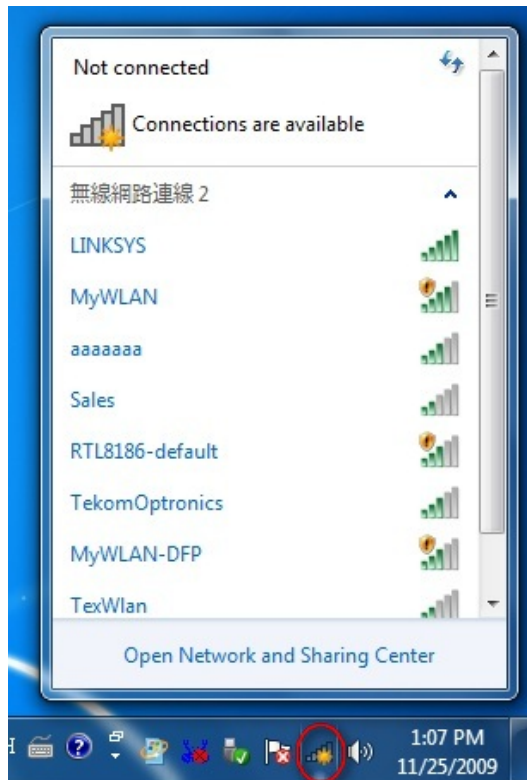 Not connected
Connections are available
無線網路連線 2
LINKSYS
MyWLAN
aaaaaaa
Sales
RTL8186-default
TekomOptronics
MyWLAN-DFP
TexWlan
Open Network and Sharing Center
1:07 PM
11/25/2009